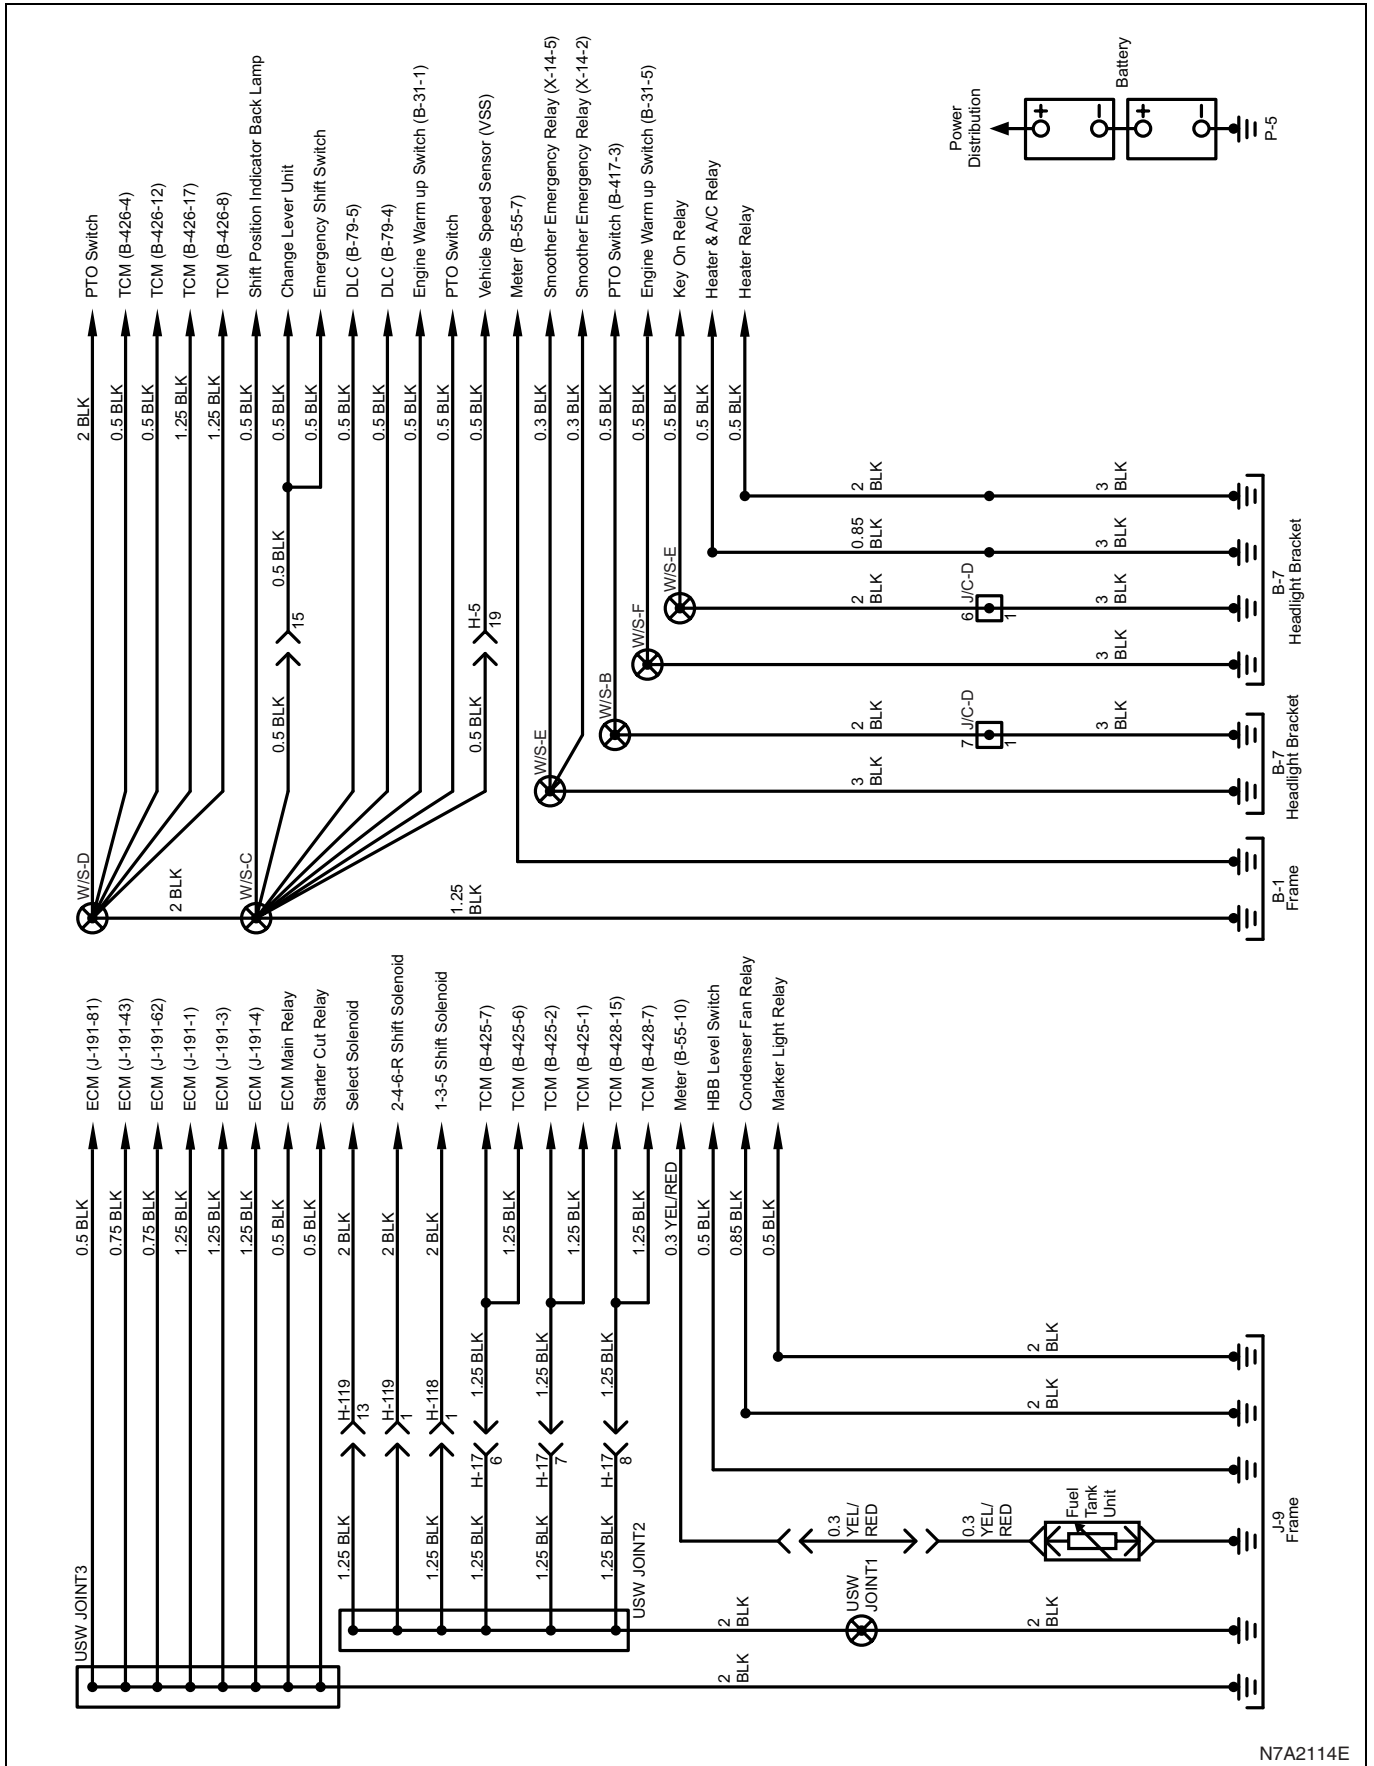 PTO Switch
TCM (B-426-4)
TCM (B-426-12)
TCM (B-426-17)
TCM (B-426-8)
Shift Position Indicator Back Lamp
Change Lever Unit
Emergency Shift Switch
DLC (B-79-5)
DLC (B-79-4)
Engine Warm up Switch (B-31-1)
PTO Switch
Vehicle Speed Sensor (VSS)
Meter (B-55-7)
Smoother Emergency Relay (X-14-5)
Smoother Emergency Relay (X-14-2)
PTO Switch (B-417-3)
Engine Warm up Switch (B-31-5)
Key On Relay
Heater & A/C Relay
Heater Relay
2 BLK
0.5 BLK
0.5 BLK
1.25 BLK
1.25 BLK
0.5 BLK
0.5 BLK
0.5 BLK
0.5 BLK
0.5 BLK
0.5 BLK
0.5 BLK
0.5 BLK
0.3 BLK
0.3 BLK
0.5 BLK
0.5 BLK
0.5 BLK
0.5 BLK
0.5 BLK
0.5 BLK
15
0.5 BLK
H-5
19
0.5 BLK
W/S-D
2 BLK
W/S-C
1.25
BLK
W/S-E
3
BLK
W/S-B
2
BLK
7
J/C-D
1
3
BLK
W/S-F
3
BLK
W/S-E
2
BLK
6
J/C-D
1
3
BLK
0.85
BLK
3
BLK
2
BLK
3
BLK
B-1
Frame
B-7
Headlight Bracket
B-7
Headlight Bracket
Power
Distribution
+
-
+
-
Battery
P-5
ECM (J-191-81)
ECM (J-191-43)
ECM (J-191-62)
ECM (J-191-1)
ECM (J-191-3)
ECM (J-191-4)
ECM Main Relay
Starter Cut Relay
Select Solenoid
2-4-6-R Shift Solenoid
1-3-5 Shift Solenoid
TCM (B-425-7)
TCM (B-425-6)
TCM (B-425-2)
TCM (B-425-1)
TCM (B-428-15)
TCM (B-428-7)
Meter (B-55-10)
HBB Level Switch
Condenser Fan Relay
Marker Light Relay
0.5 BLK
0.75 BLK
0.75 BLK
1.25 BLK
1.25 BLK
1.25 BLK
0.5 BLK
0.5 BLK
2 BLK
2 BLK
2 BLK
1.25 BLK
1.25 BLK
1.25 BLK
0.3 YEL/RED
0.5 BLK
0.85 BLK
0.5 BLK
H-119
13
H-119
1
H-118
1
1.25 BLK
H-17
6
1.25 BLK
H-17
7
1.25 BLK
H-17
8
1.25 BLK
1.25 BLK
1.25 BLK
1.25 BLK
1.25 BLK
USW JOINT3
USW JOINT2
2
BLK
2
BLK
USW
JOINT1
2
BLK
0.3
YEL/
RED
0.3
YEL/
RED
Fuel
Tank
Unit
2
BLK
2
BLK
J-9
Frame
N7A2114E